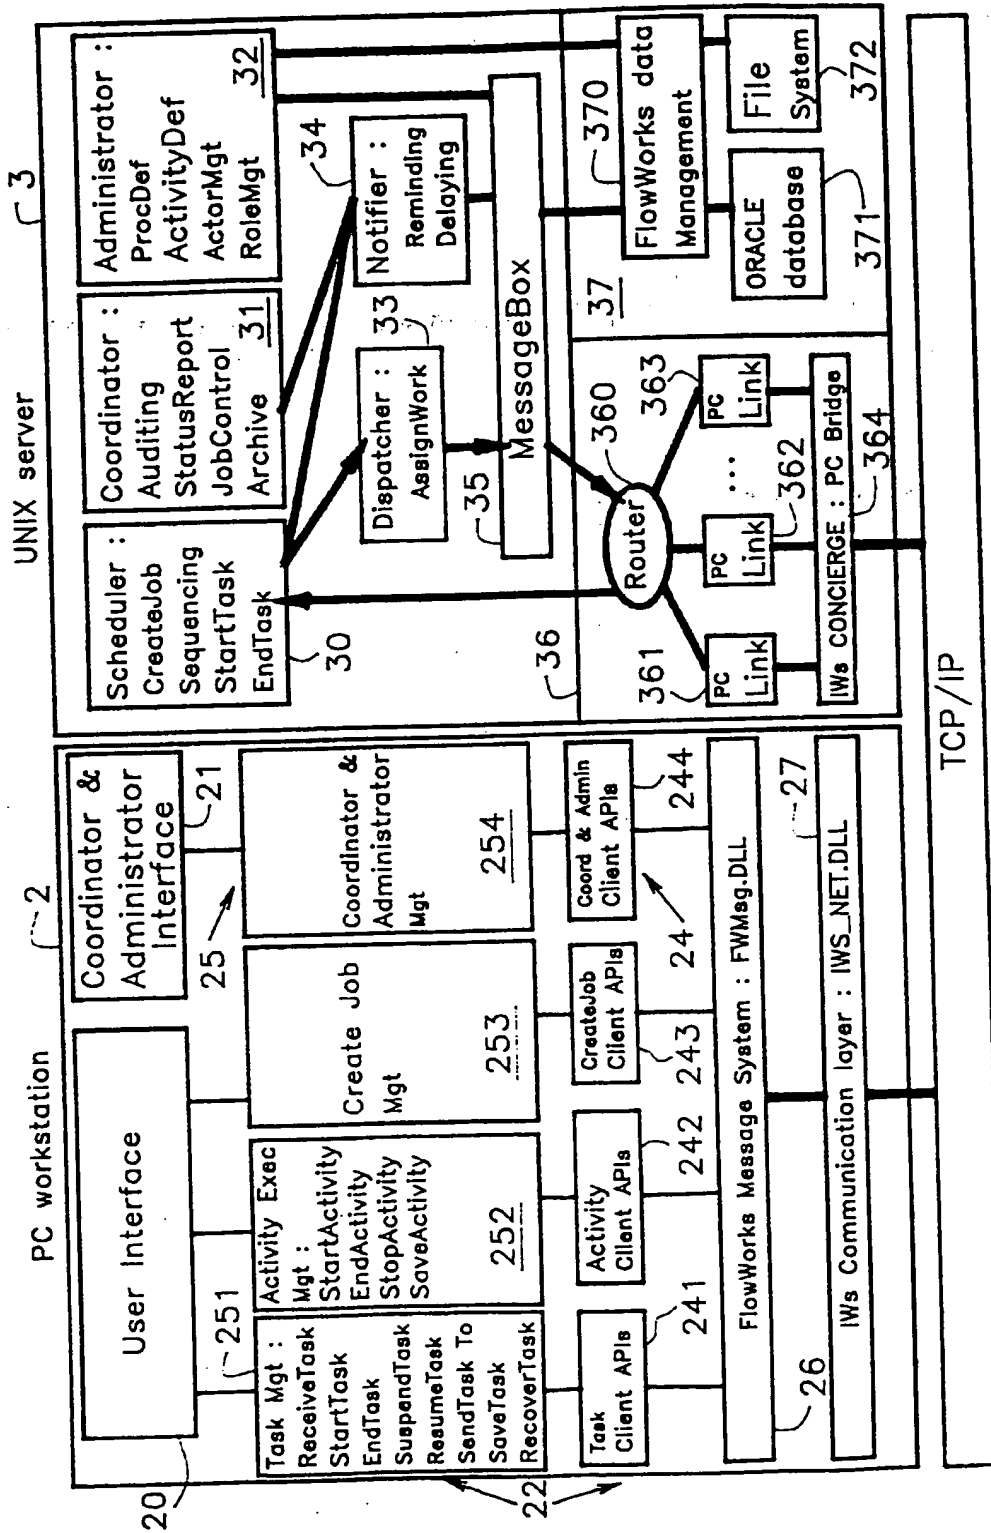 PC workstation
2
User Interface
20
Coordinator &
Administrator
Interface
21
25
251
Task Mgt :
ReceiveTask
StartTask
EndTask
SuspendTask
ResumeTask
SendTask To
SaveTask
RecoverTask
22
Activity Exec
Mgt :
StartActivity
EndActivity
StopActivity
SaveActivity
252
Create Job
Mgt
253
Coordinator &
Administrator
Mgt
254
Task
Client APIs
241
Activity
Client APIs
242
CreateJob
Client APIs
243
Coord & Admin
Client APIs
244
24
FlowWorks Message System : FWMsg.DLL
26
IWs Communication layer : IWS_NET.DLL
27
UNIX server
3
Scheduler :
CreateJob
Sequencing
StartTask
EndTask
30
Coordinator :
Auditing
StatusReport
JobControl
Archive
31
Administrator :
ProcDef
ActivityDef
ActorMgt
RoleMgt
32
Dispatcher :
AssignWork
33
Notifier :
Reminding
Delaying
34
MessageBox
35
36
Router
360
PC
Link
361
PC
Link
362
...
PC
Link
363
IWs CONCIERGE : PC Bridge
364
37
FlowWorks data
Management
370
ORACLE
database
371
File
System
372
TCP/IP